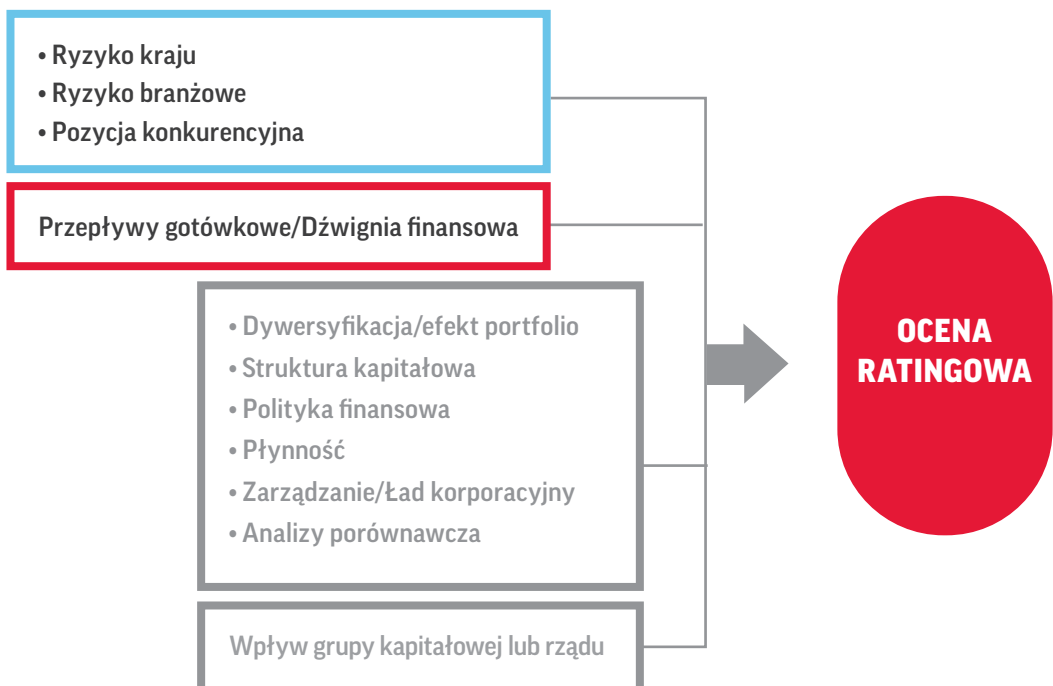 • Ryzyko kraju
• Ryzyko branżowe
• Pozycja konkurencyjna
Przepływy gotówkowe/Dźwignia finansowa
• Dywersyfikacja/efekt portfolio
• Struktura kapitałowa
• Polityka finansowa
• Płynność
• Zarządzanie/Ład korporacyjny
• Analizy porównawcza
Wpływ grupy kapitałowej lub rządu
OCENA
RATINGOWA